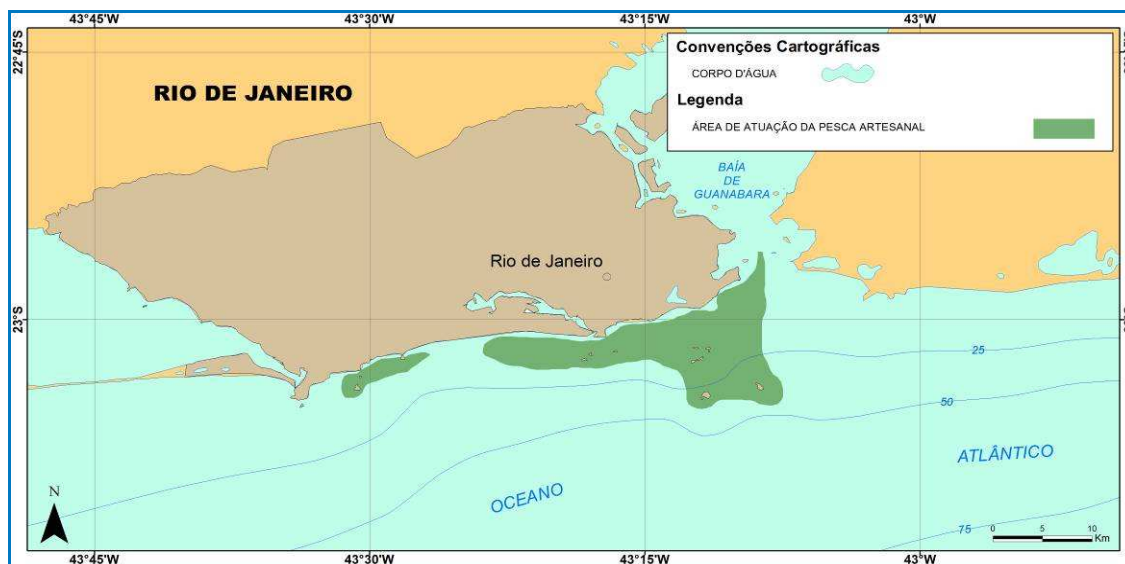 43°45'W 43°30'W 43°15'W 43°W
22°45'S
Convenções Cartográficas
CORPO D'ÁGUA
Legenda
ÁREA DE ATUAÇÃO DA PESCA ARTESANAL
RIO DE JANEIRO
BAÍA
DE
GUANABARA
Rio de Janeiro
23°S
25
50
ATLÂNTICO
OCEANO
75
N
0 5 10
Km
43°45'W 43°30'W 43°15'W 43°W